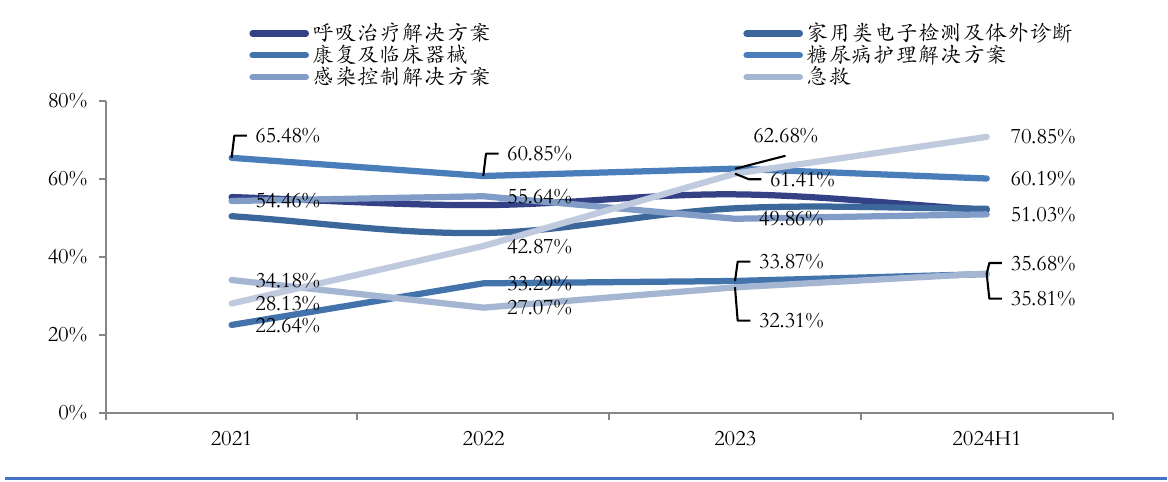 呼吸治疗解决方案 家用类电子检测及体外诊断
康复及临床器械 糖尿病护理解决方案
感染控制解决方案 急救
80%
65.48% 60.85% 62.68% 70.85%
60% 54.46% 55.64% 61.41% 60.19%
49.86% 51.03%
40% 42.87%
34.18% 33.29% 33.87% 35.68%
28.13% 27.07% 32.31% 35.81%
20% 22.64%
0%
2021 2022 2023 2024H1